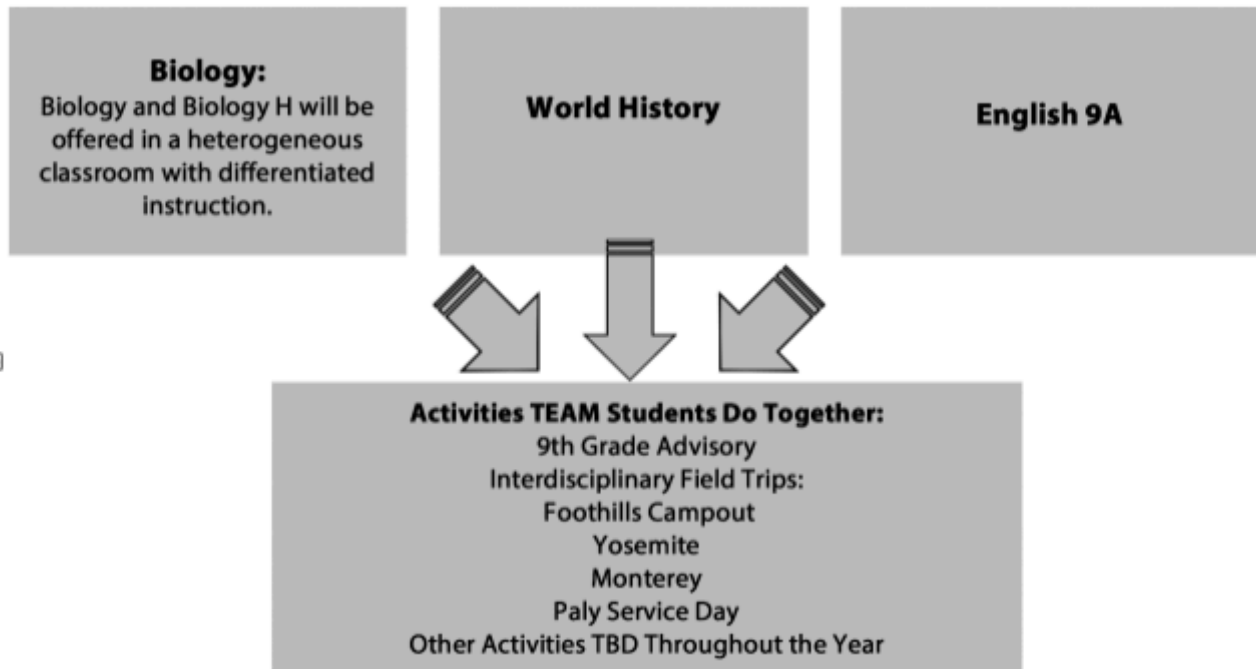 Biology:
Biology and Biology H will be
offered in a heterogeneous
classroom with differentiated
instruction.
World History
English 9A
Activities TEAM Students Do Together:
9th Grade Advisory
Interdisciplinary Field Trips:
Foothills Campout
Yosemite
Monterey
Paly Service Day
Other Activities TBD Throughout the Year